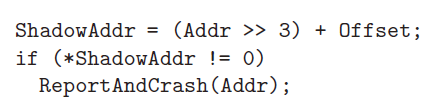 ShadowAddr = (Addr >> 3) + Offset;
if (*ShadowAddr != 0)
  ReportAndCrash(Addr);